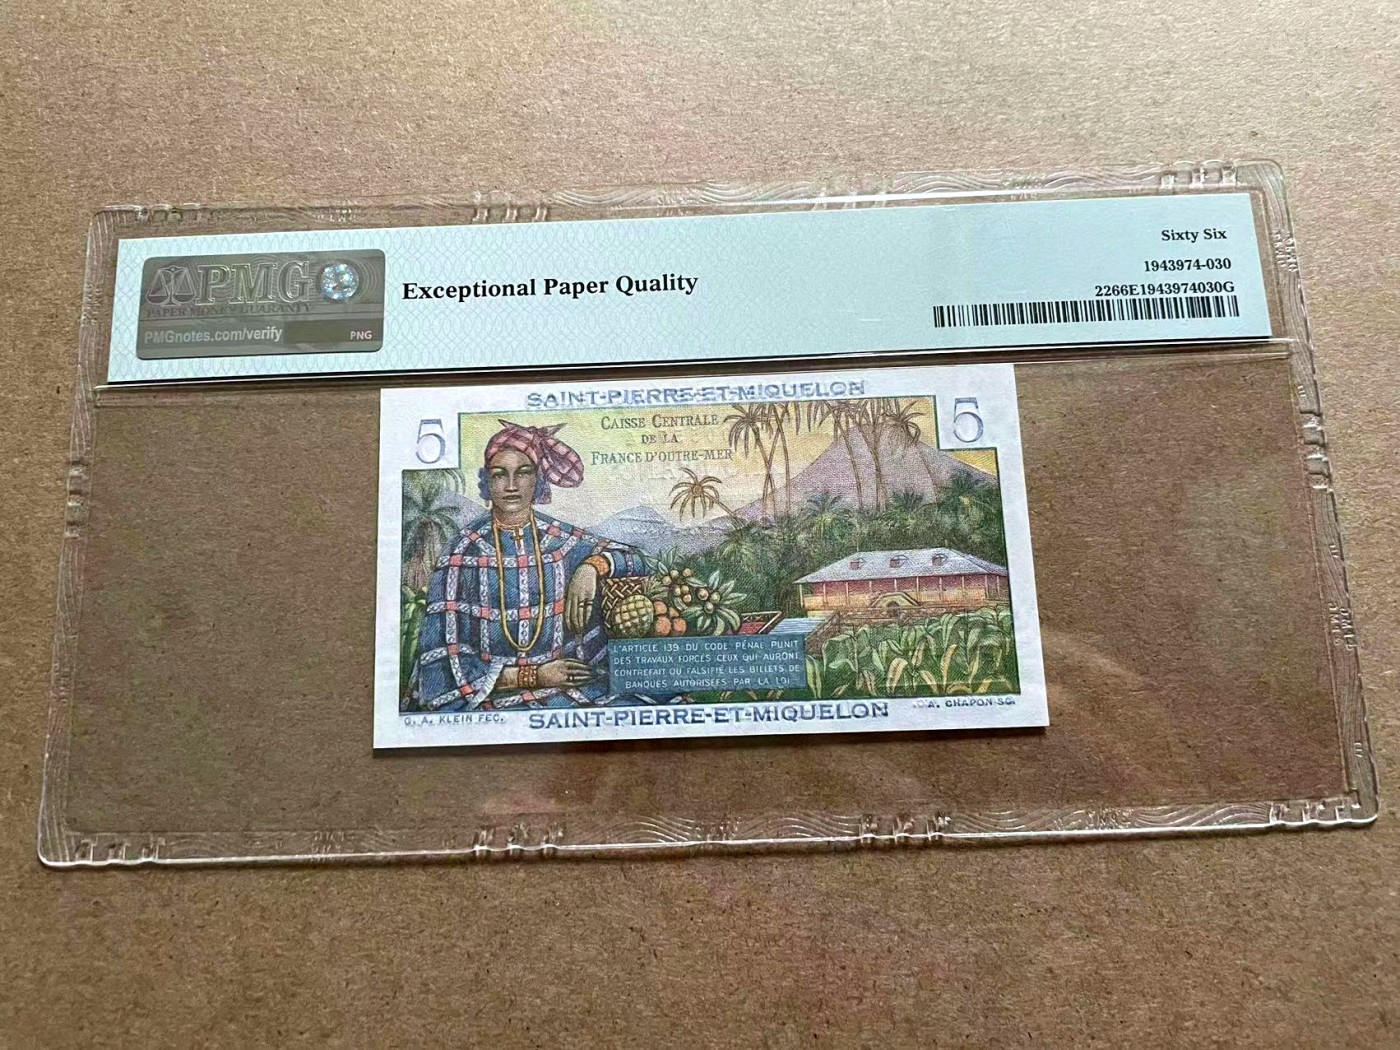 PMG
PAPER MONEY GUARANTY
PMGnotes.com/verify
PNG
Exceptional Paper Quality
Sixty Six
1943974-030
2266E1943974030G
SAINT-PIERRE-ET-MIQUELON
5
5
CAISSE CENTRALE
DE LA
FRANCE D'OUTRE-MER
L'ARTICLE 139 DU CODE PÉNAL PUNIT
DES TRAVAUX FORCÉS CEUX QUI AURONT
CONTREFAIT OU FALSIFIÉ LES BILLETS DE
BANQUES AUTORISÉES PAR LA LOI
G. A. KLEIN FEC.
SAINT-PIERRE-ET-MIQUELON
A. CHAPON SC.